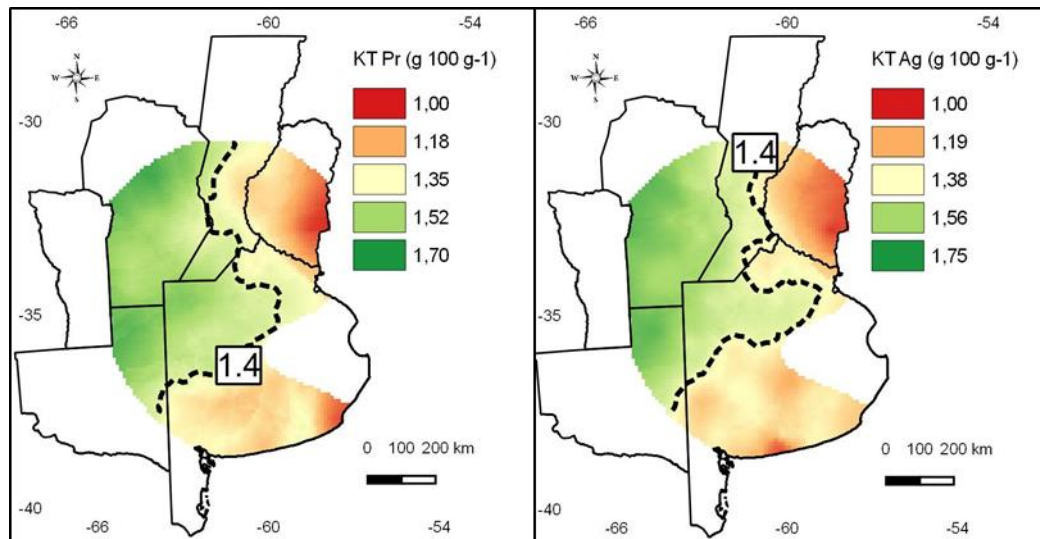 -66 -60 -54
KT Pr (g 100 g-1)
N
W E
S
1,00
-30
1,18
1,35
1,52
1,70
-35
1.4
0 100 200 km
-40
-66 -60 -54
-66 -60 -54
KT Ag (g 100 g-1)
N
W E
S
1,00
-30
1.4
1,19
1,38
1,56
1,75
-35
0 100 200 km
-40
-66 -60 -54